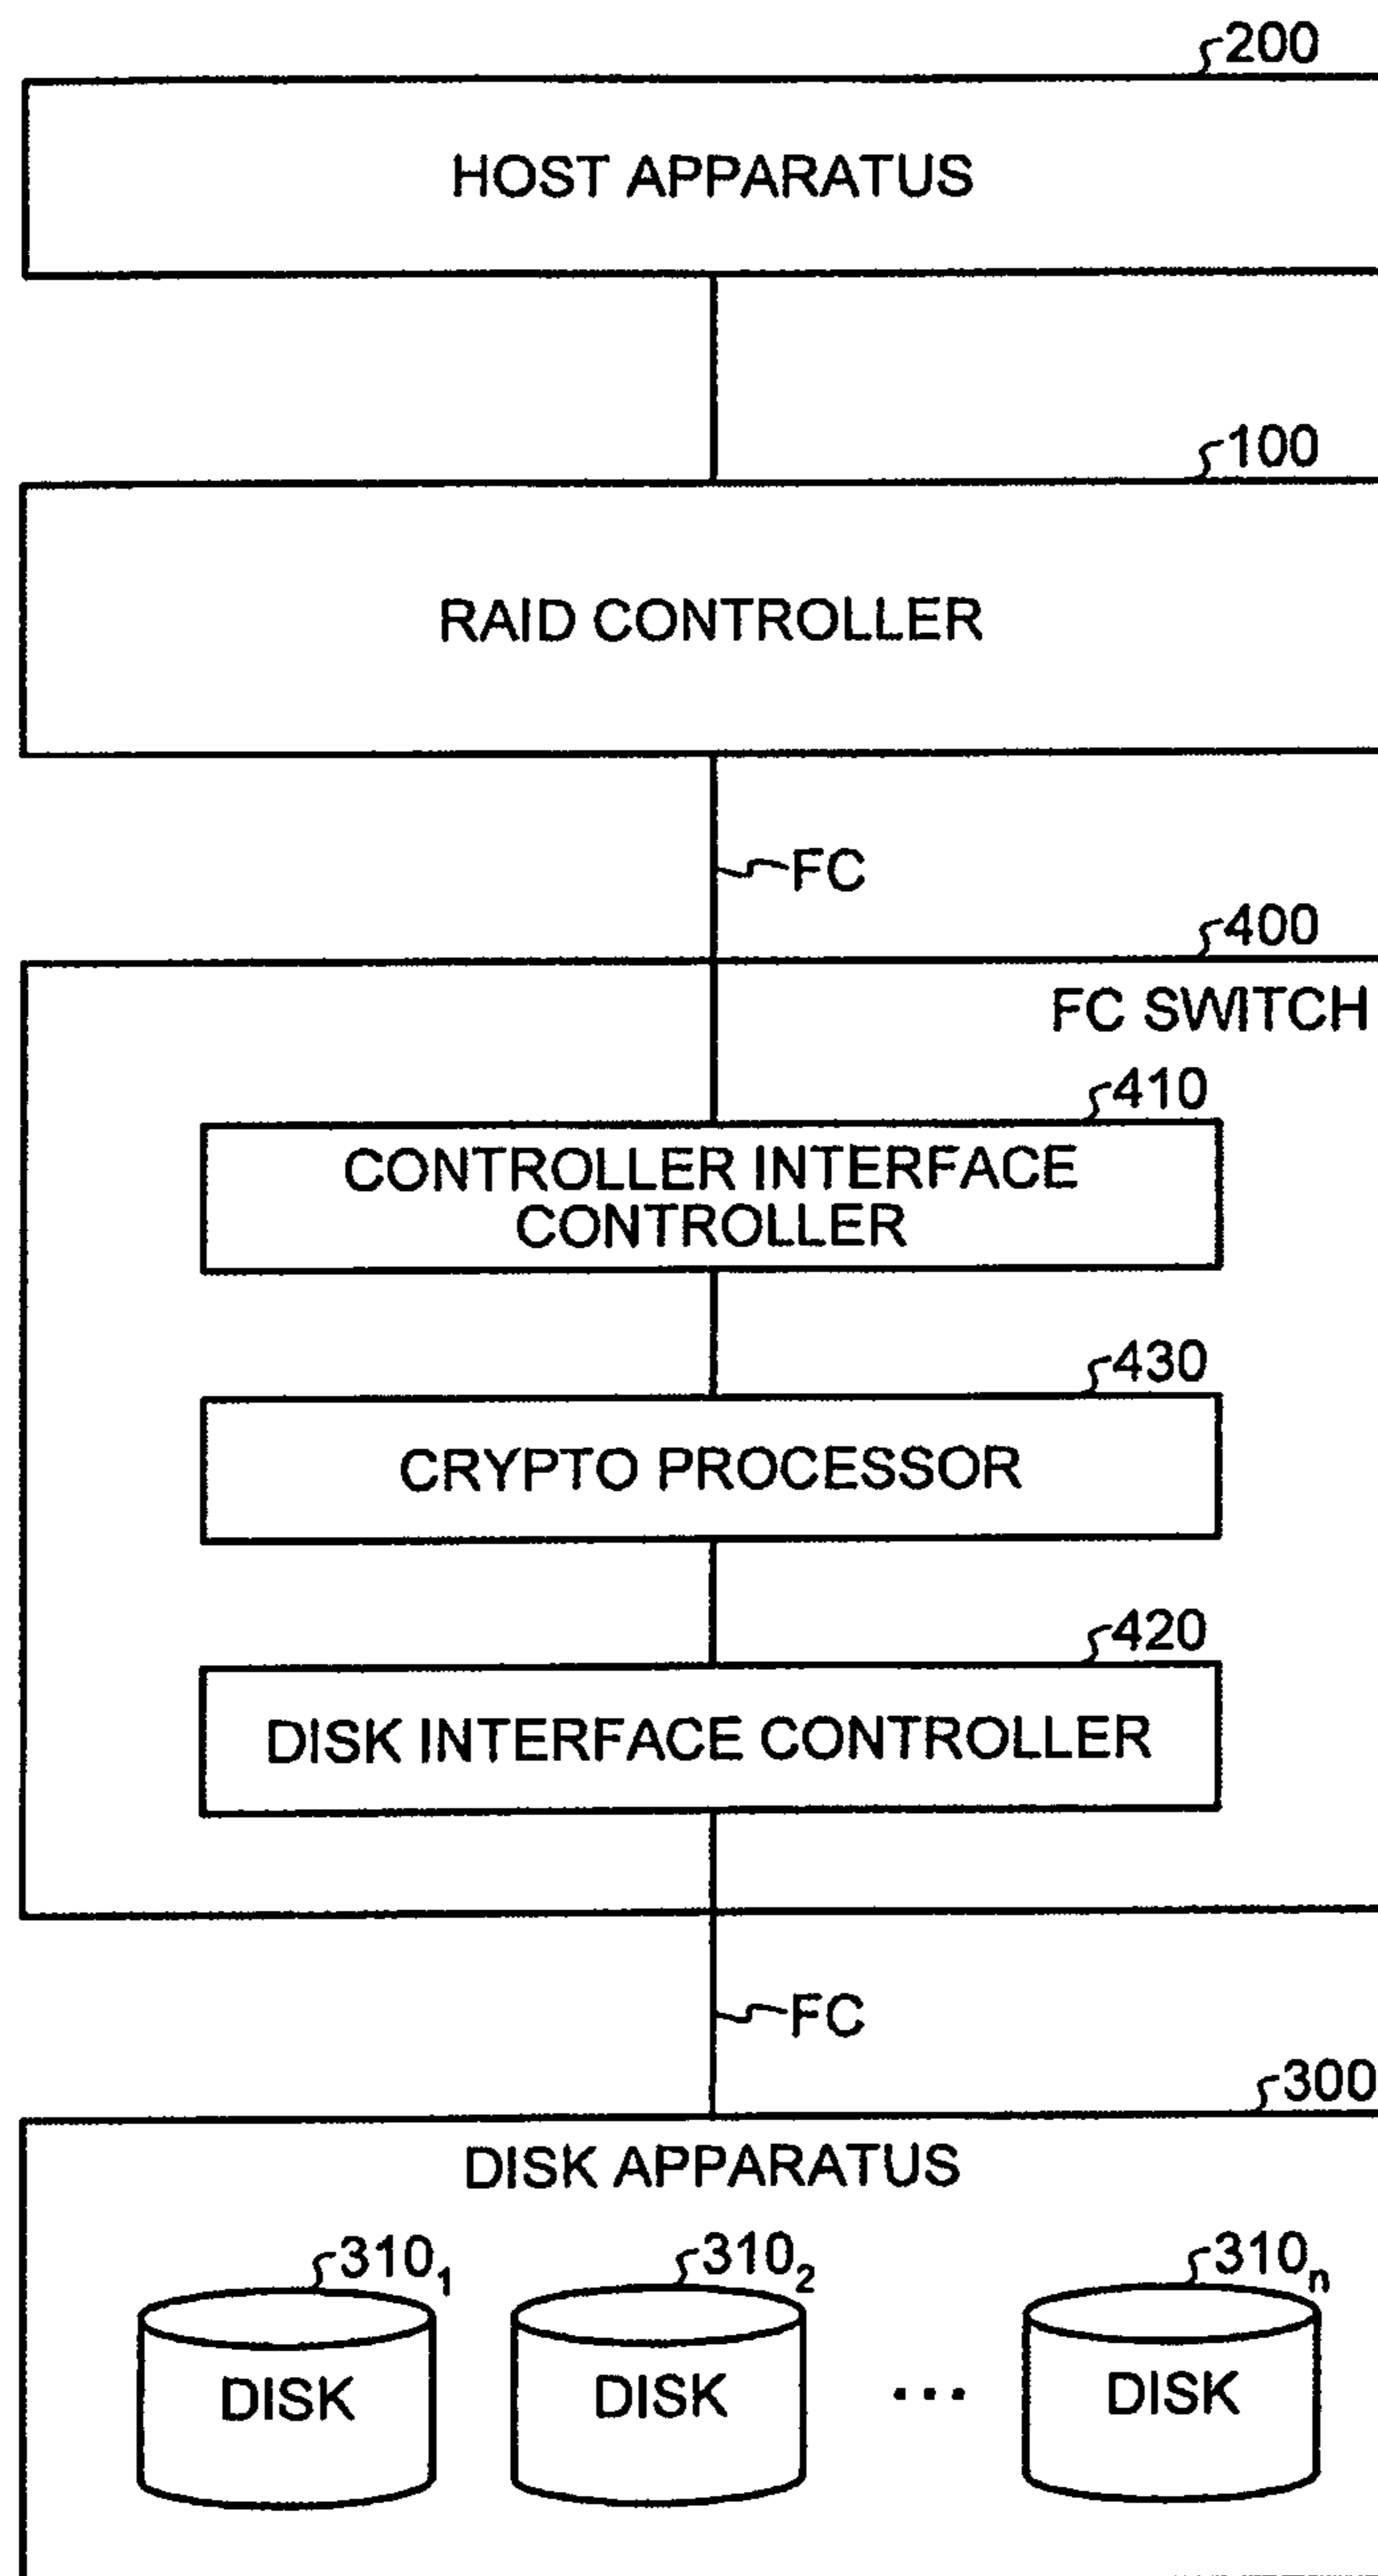 200
HOST APPARATUS
100
RAID CONTROLLER
FC
400
FC SWITCH
410
CONTROLLER INTERFACE
CONTROLLER
430
CRYPTO PROCESSOR
420
DISK INTERFACE CONTROLLER
FC
300
DISK APPARATUS
310₁ 310₂ 310ₙ
DISK DISK ... DISK